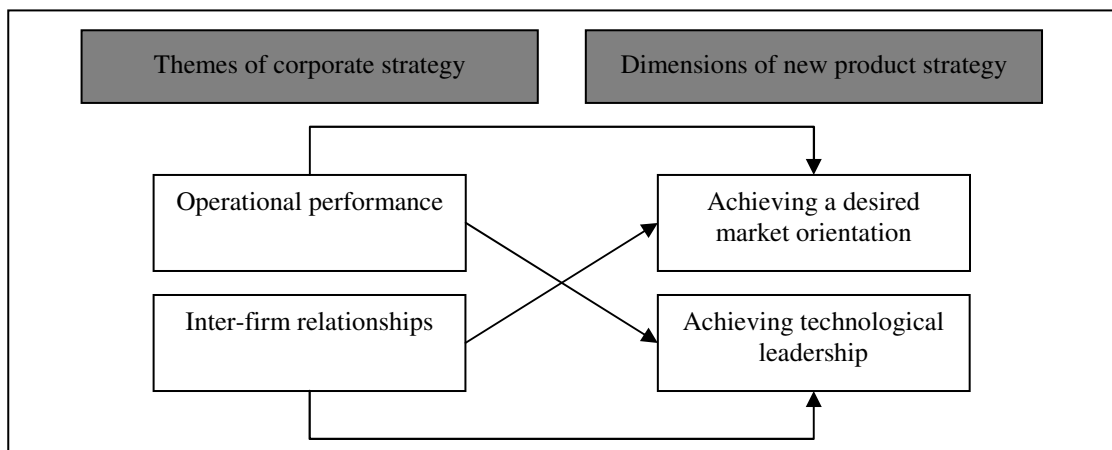 Themes of corporate strategy
Dimensions of new product strategy
Operational performance
Achieving a desired
market orientation
Inter-firm relationships
Achieving technological
leadership